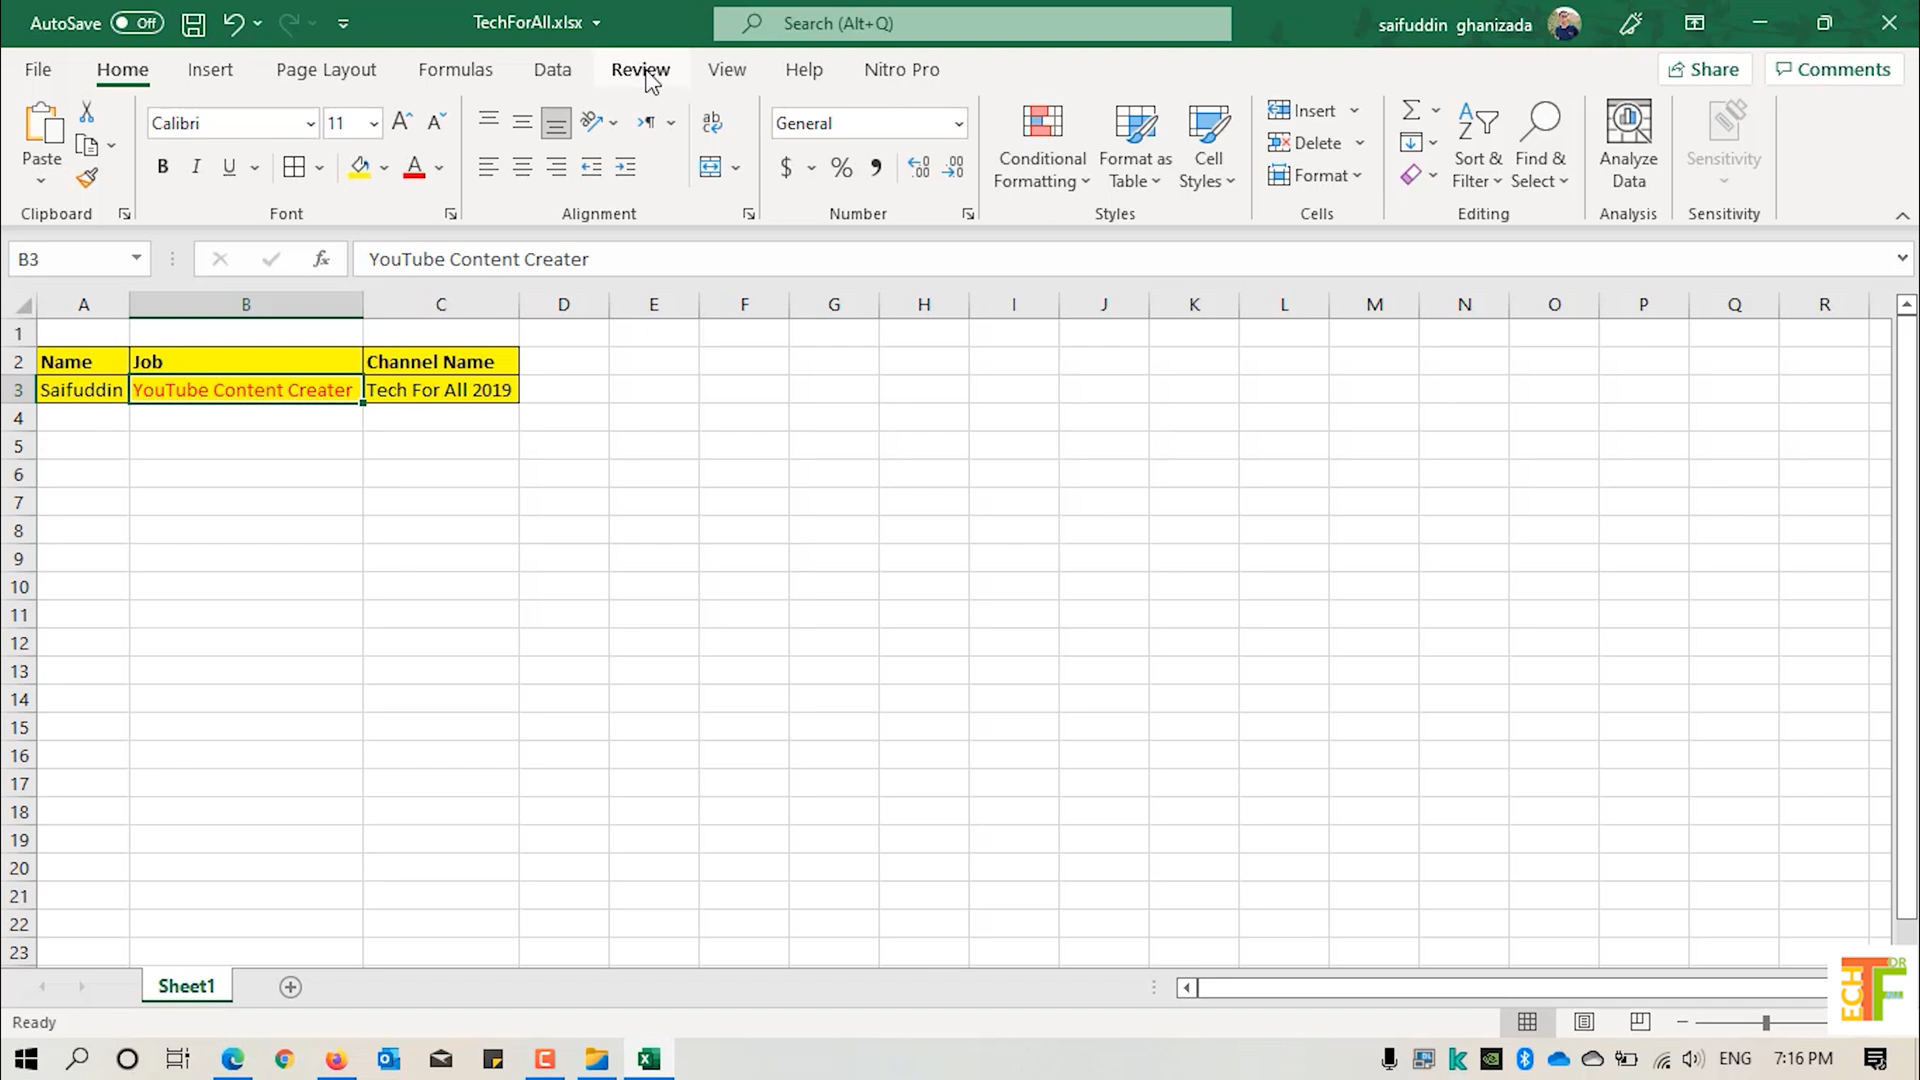 AutoSave Off TechForAll.xlsx Search (Alt+Q) saifuddin ghanizada
File Home Insert Page Layout Formulas Data Review View Help Nitro Pro Share Comments
Calibri 11 General
Paste
Conditional Formatting
Format as Table
Cell Styles
Insert
Delete
Format
Sort & Filter
Find & Select
Analyze Data
Sensitivity
Clipboard Font Alignment Number Styles Cells Editing Analysis Sensitivity
B3 fx YouTube Content Creater
A B C D E F G H I J K L M N O P Q R
1
2 Name Job Channel Name
3 Saifuddin YouTube Content Creater Tech For All 2019
4
5
6
7
8
9
10
11
12
13
14
15
16
17
18
19
20
21
22
23
Sheet1
Ready
ECH TF OR
ENG 7:16 PM